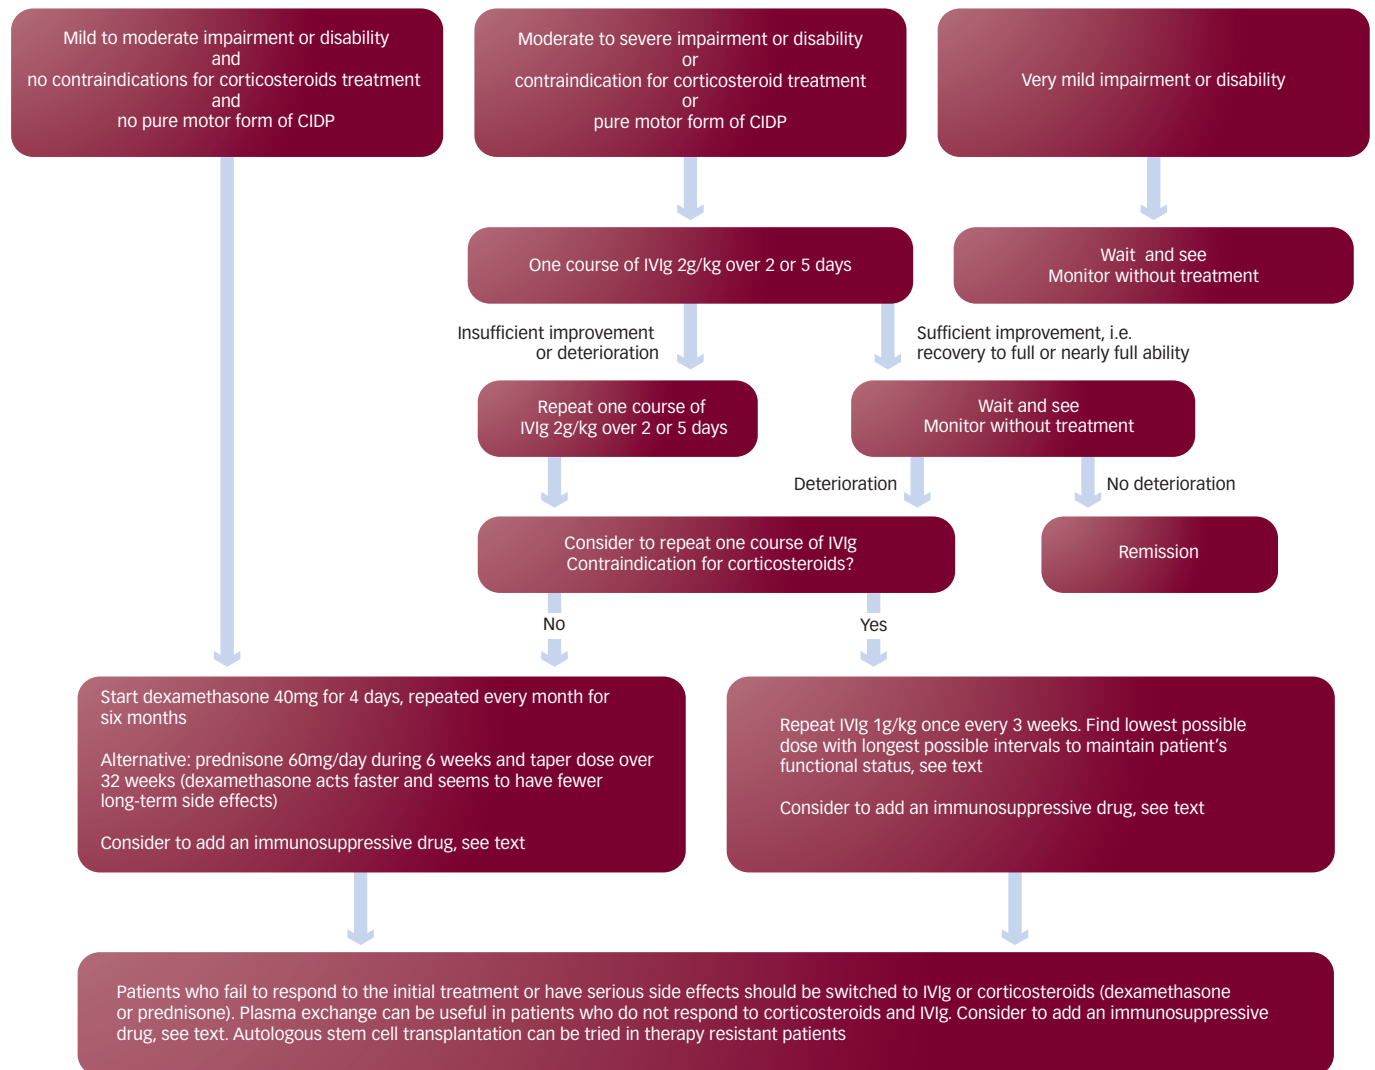 Mild to moderate impairment or disability
and
no contraindications for corticosteroids treatment
and
no pure motor form of CIDP
Moderate to severe impairment or disability
or
contraindication for corticosteroid treatment
or
pure motor form of CIDP
Very mild impairment or disability
One course of IVIg 2g/kg over 2 or 5 days
Wait and see
Monitor without treatment
Insufficient improvement
or deterioration
Sufficient improvement, i.e.
recovery to full or nearly full ability
Repeat one course of
IVIg 2g/kg over 2 or 5 days
Wait and see
Monitor without treatment
Deterioration
No deterioration
Consider to repeat one course of IVIg
Contraindication for corticosteroids?
Remission
No
Yes
Start dexamethasone 40mg for 4 days, repeated every month for
six months
Alternative: prednisone 60mg/day during 6 weeks and taper dose over
32 weeks (dexamethasone acts faster and seems to have fewer
long-term side effects)
Consider to add an immunosuppressive drug, see text
Repeat IVIg 1g/kg once every 3 weeks. Find lowest possible
dose with longest possible intervals to maintain patient’s
functional status, see text
Consider to add an immunosuppressive drug, see text
Patients who fail to respond to the initial treatment or have serious side effects should be switched to IVIg or corticosteroids (dexamethasone
or prednisone). Plasma exchange can be useful in patients who do not respond to corticosteroids and IVIg. Consider to add an immunosuppressive
drug, see text. Autologous stem cell transplantation can be tried in therapy resistant patients